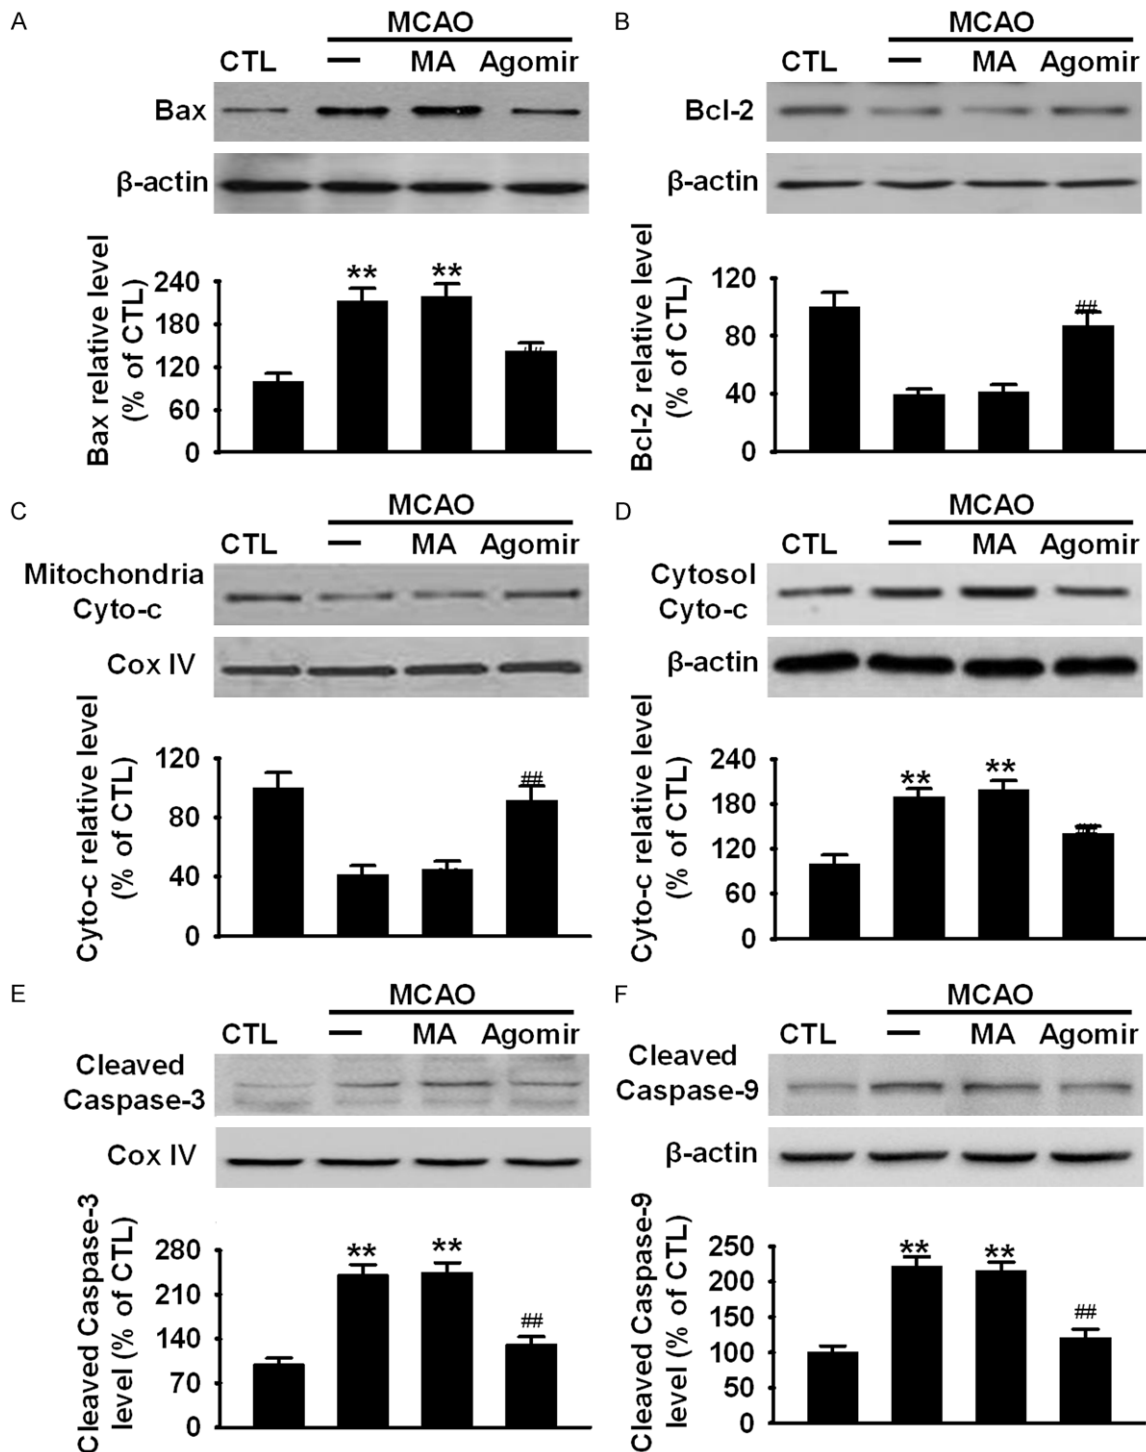 A
MCAO
CTL — MA Agomir
Bax
β-actin
Bax relative level
(% of CTL)
240
180
120
60
0
** **
B
MCAO
CTL — MA Agomir
Bcl-2
β-actin
Bcl-2 relative level
(% of CTL)
120
80
40
0
##
C
MCAO
CTL — MA Agomir
Mitochondria
Cyto-c
Cox IV
Cyto-c relative level
(% of CTL)
120
80
40
0
##
D
MCAO
CTL — MA Agomir
Cytosol
Cyto-c
β-actin
Cyto-c relative level
(% of CTL)
240
180
120
60
0
** **
E
MCAO
CTL — MA Agomir
Cleaved
Caspase-3
Cox IV
Cleaved Caspase-3
level (% of CTL)
280
210
140
70
0
** **
##
F
MCAO
CTL — MA Agomir
Cleaved
Caspase-9
β-actin
Cleaved Caspase-9
level (% of CTL)
250
200
150
100
50
0
** **
##